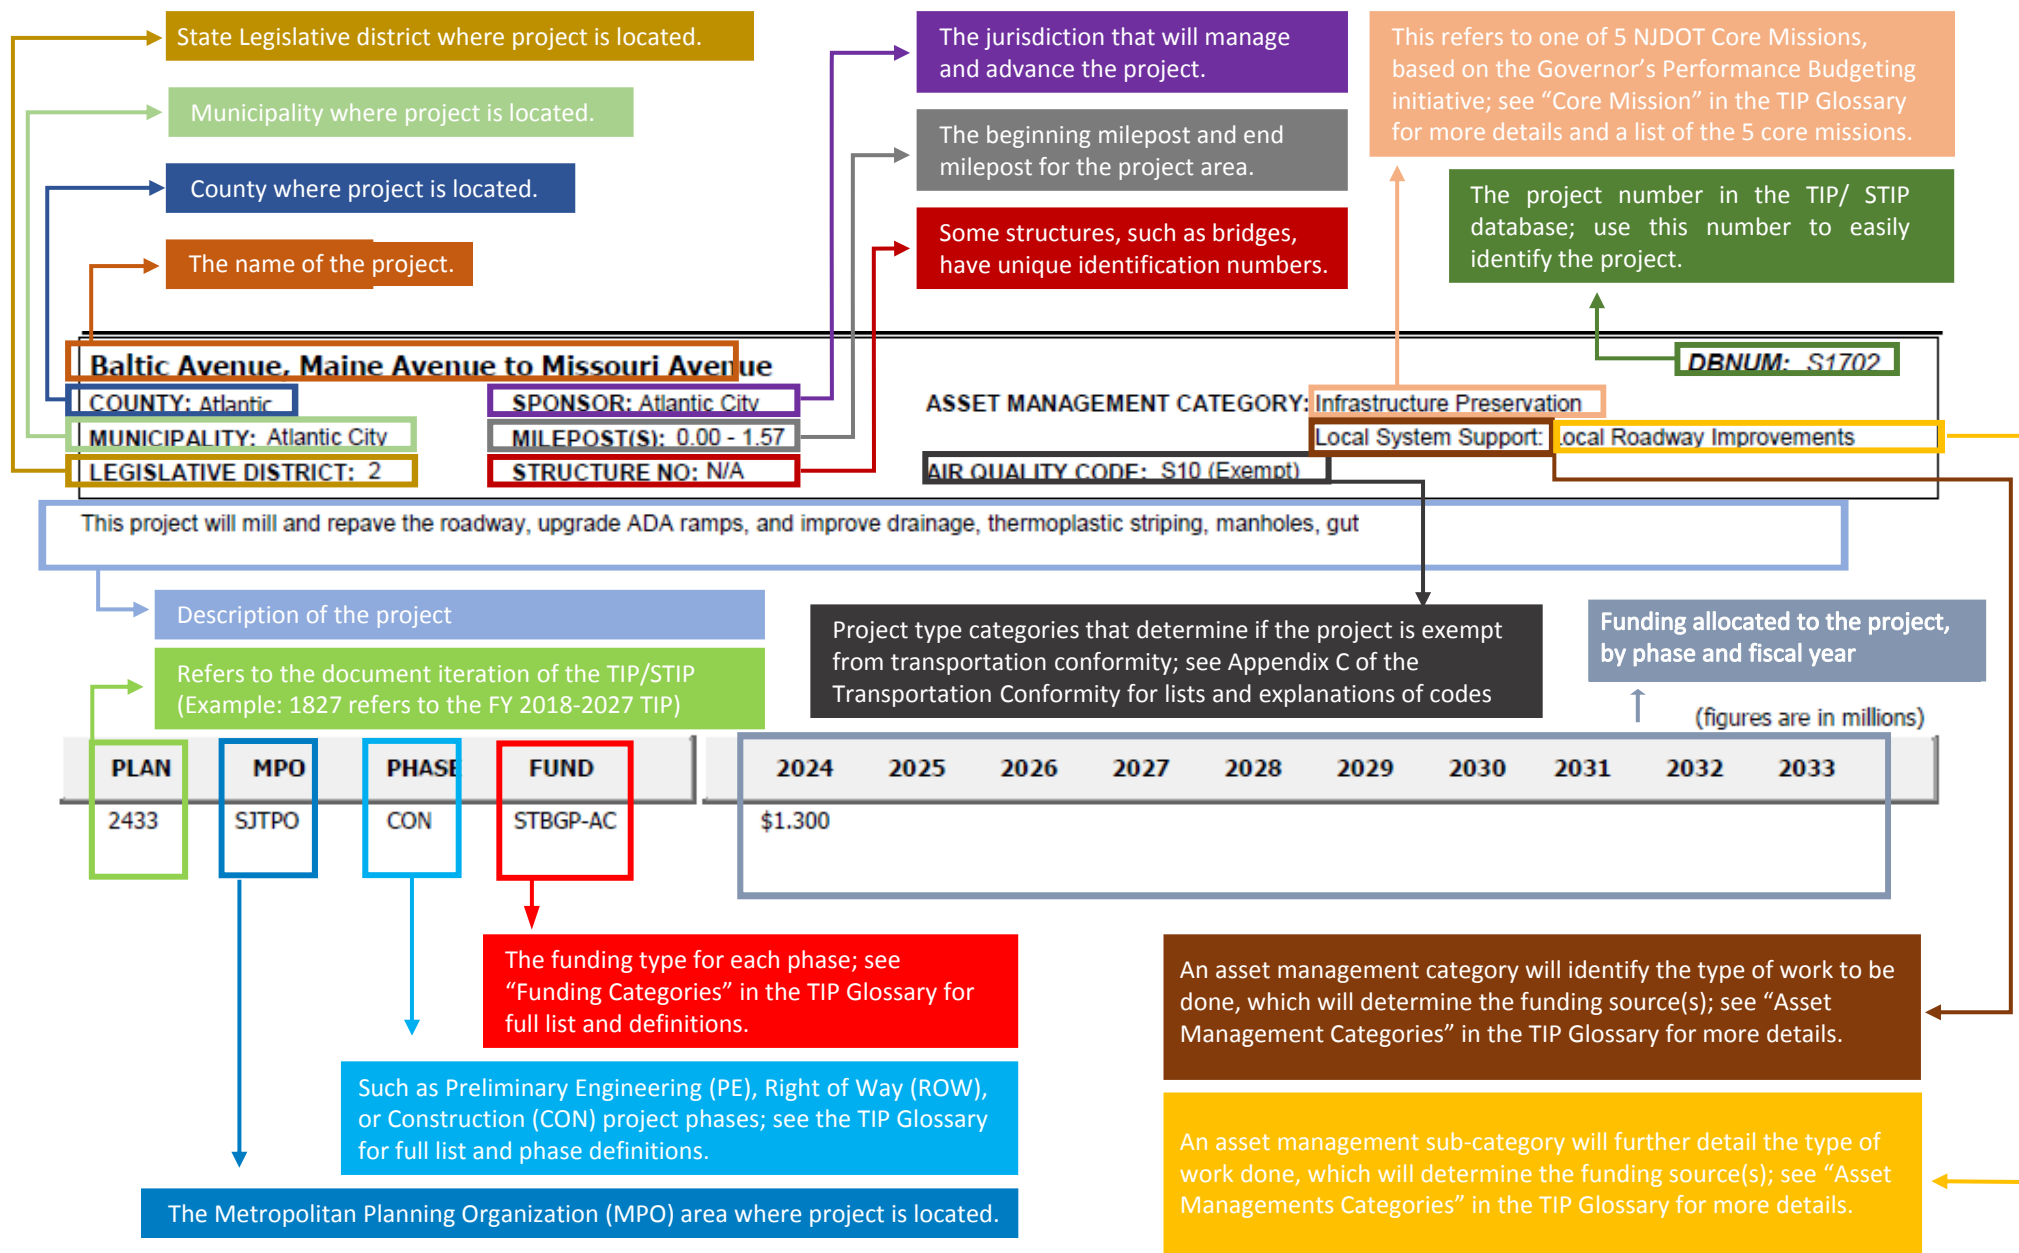 State Legislative district where project is located.
Municipality where project is located.
County where project is located.
The name of the project.
The jurisdiction that will manage
and advance the project.
The beginning milepost and end
milepost for the project area.
Some structures, such as bridges,
have unique identification numbers.
This refers to one of 5 NJDOT Core Missions,
based on the Governor’s Performance Budgeting
initiative; see “Core Mission” in the TIP Glossary
for more details and a list of the 5 core missions.
The project number in the TIP/ STIP
database; use this number to easily
identify the project.
Baltic Avenue, Maine Avenue to Missouri Avenue
DBNUM: S1702
COUNTY: Atlantic
SPONSOR: Atlantic City
ASSET MANAGEMENT CATEGORY: Infrastructure Preservation
MUNICIPALITY: Atlantic City
MILEPOST(S): 0.00 - 1.57
Local System Support: Local Roadway Improvements
LEGISLATIVE DISTRICT: 2
STRUCTURE NO: N/A
AIR QUALITY CODE: S10 (Exempt)
This project will mill and repave the roadway, upgrade ADA ramps, and improve drainage, thermoplastic striping, manholes, gut
Description of the project
Refers to the document iteration of the TIP/STIP
(Example: 1827 refers to the FY 2018-2027 TIP)
Project type categories that determine if the project is exempt
from transportation conformity; see Appendix C of the
Transportation Conformity for lists and explanations of codes
Funding allocated to the project,
by phase and fiscal year
(figures are in millions)
PLAN MPO PHASE FUND 2024 2025 2026 2027 2028 2029 2030 2031 2032 2033
2433 SJTPO CON STBGP-AC $1.300
The funding type for each phase; see
“Funding Categories” in the TIP Glossary for
full list and definitions.
Such as Preliminary Engineering (PE), Right of Way (ROW),
or Construction (CON) project phases; see the TIP Glossary
for full list and phase definitions.
The Metropolitan Planning Organization (MPO) area where project is located.
An asset management category will identify the type of work to be
done, which will determine the funding source(s); see “Asset
Management Categories” in the TIP Glossary for more details.
An asset management sub-category will further detail the type of
work done, which will determine the funding source(s); see “Asset
Managements Categories” in the TIP Glossary for more details.